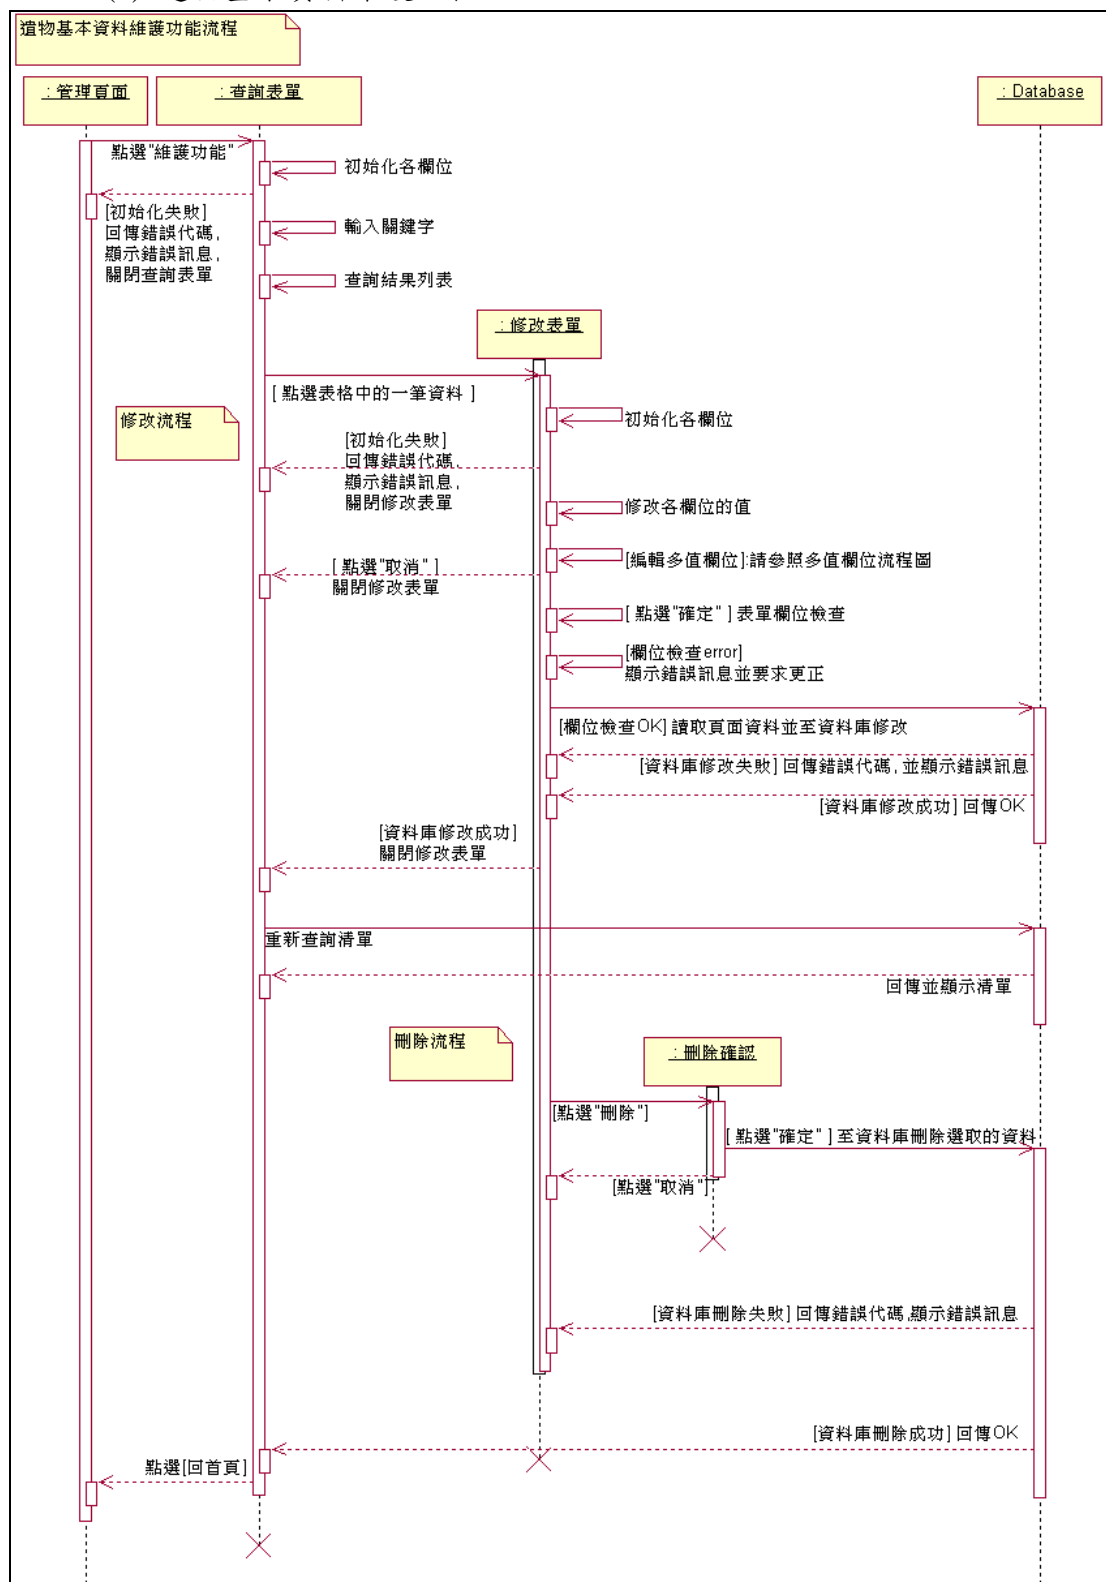 遺物基本資料維護功能流程
: 管理頁面
: 查詢表單
: Database
點選"維護功能"
初始化各欄位
[初始化失敗]
回傳錯誤代碼,
顯示錯誤訊息,
關閉查詢表單
輸入關鍵字
查詢結果列表
: 修改表單
[ 點選表格中的一筆資料 ]
修改流程
初始化各欄位
[初始化失敗]
回傳錯誤代碼,
顯示錯誤訊息,
關閉修改表單
修改各欄位的值
[編輯多值欄位]:請參照多值欄位流程圖
[ 點選"取消" ]
關閉修改表單
[ 點選"確定" ] 表單欄位檢查
[欄位檢查error]
顯示錯誤訊息並要求更正
[欄位檢查OK] 讀取頁面資料並至資料庫修改
[資料庫修改失敗] 回傳錯誤代碼, 並顯示錯誤訊息
[資料庫修改成功] 回傳OK
[資料庫修改成功]
關閉修改表單
重新查詢清單
回傳並顯示清單
刪除流程
: 刪除確認
[點選"刪除"]
[ 點選"確定" ] 至資料庫刪除選取的資料
[點選"取消"]
[資料庫刪除失敗] 回傳錯誤代碼,顯示錯誤訊息
[資料庫刪除成功] 回傳OK
點選[回首頁]